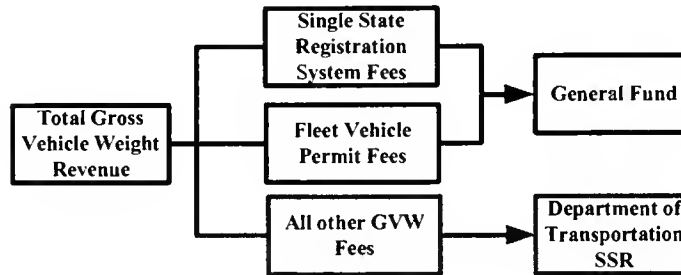 Single State
Registration
System Fees
General Fund
Total Gross
Vehicle Weight
Revenue
Fleet Vehicle
Permit Fees
All other GVW
Fees
Department of
Transportation
SSR